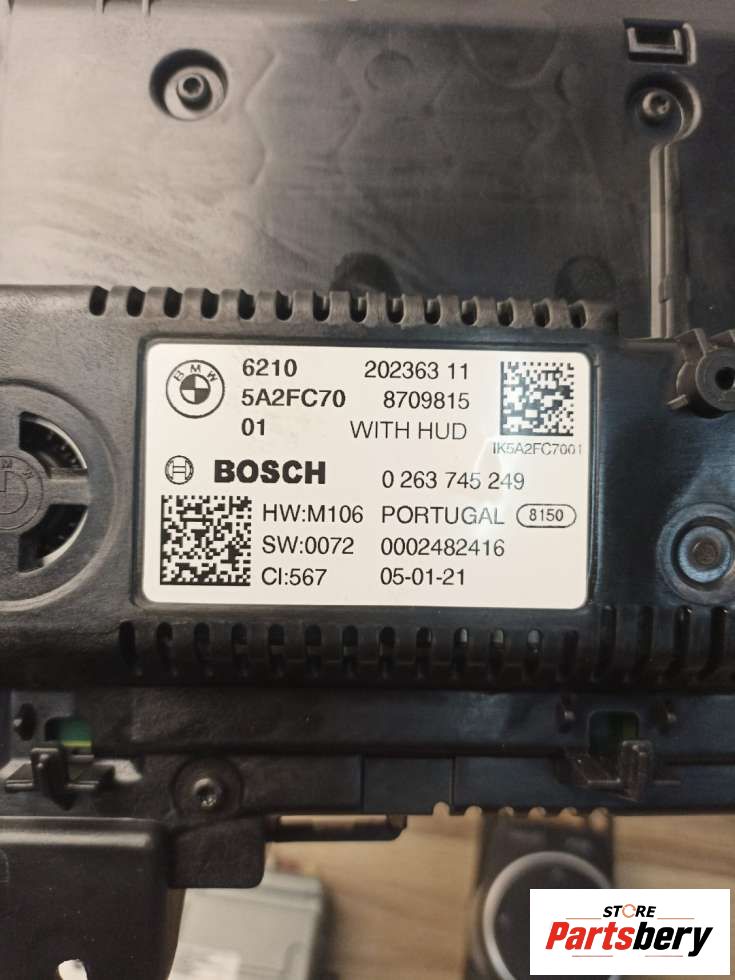 BMW
6210 202363 11
5A2FC70 8709815
01 WITH HUD
1K5A2FC7001
BOSCH 0 263 745 249
HW:M106 PORTUGAL 8150
SW:0072 0002482416
CI:567 05-01-21
STORE
Partsbery